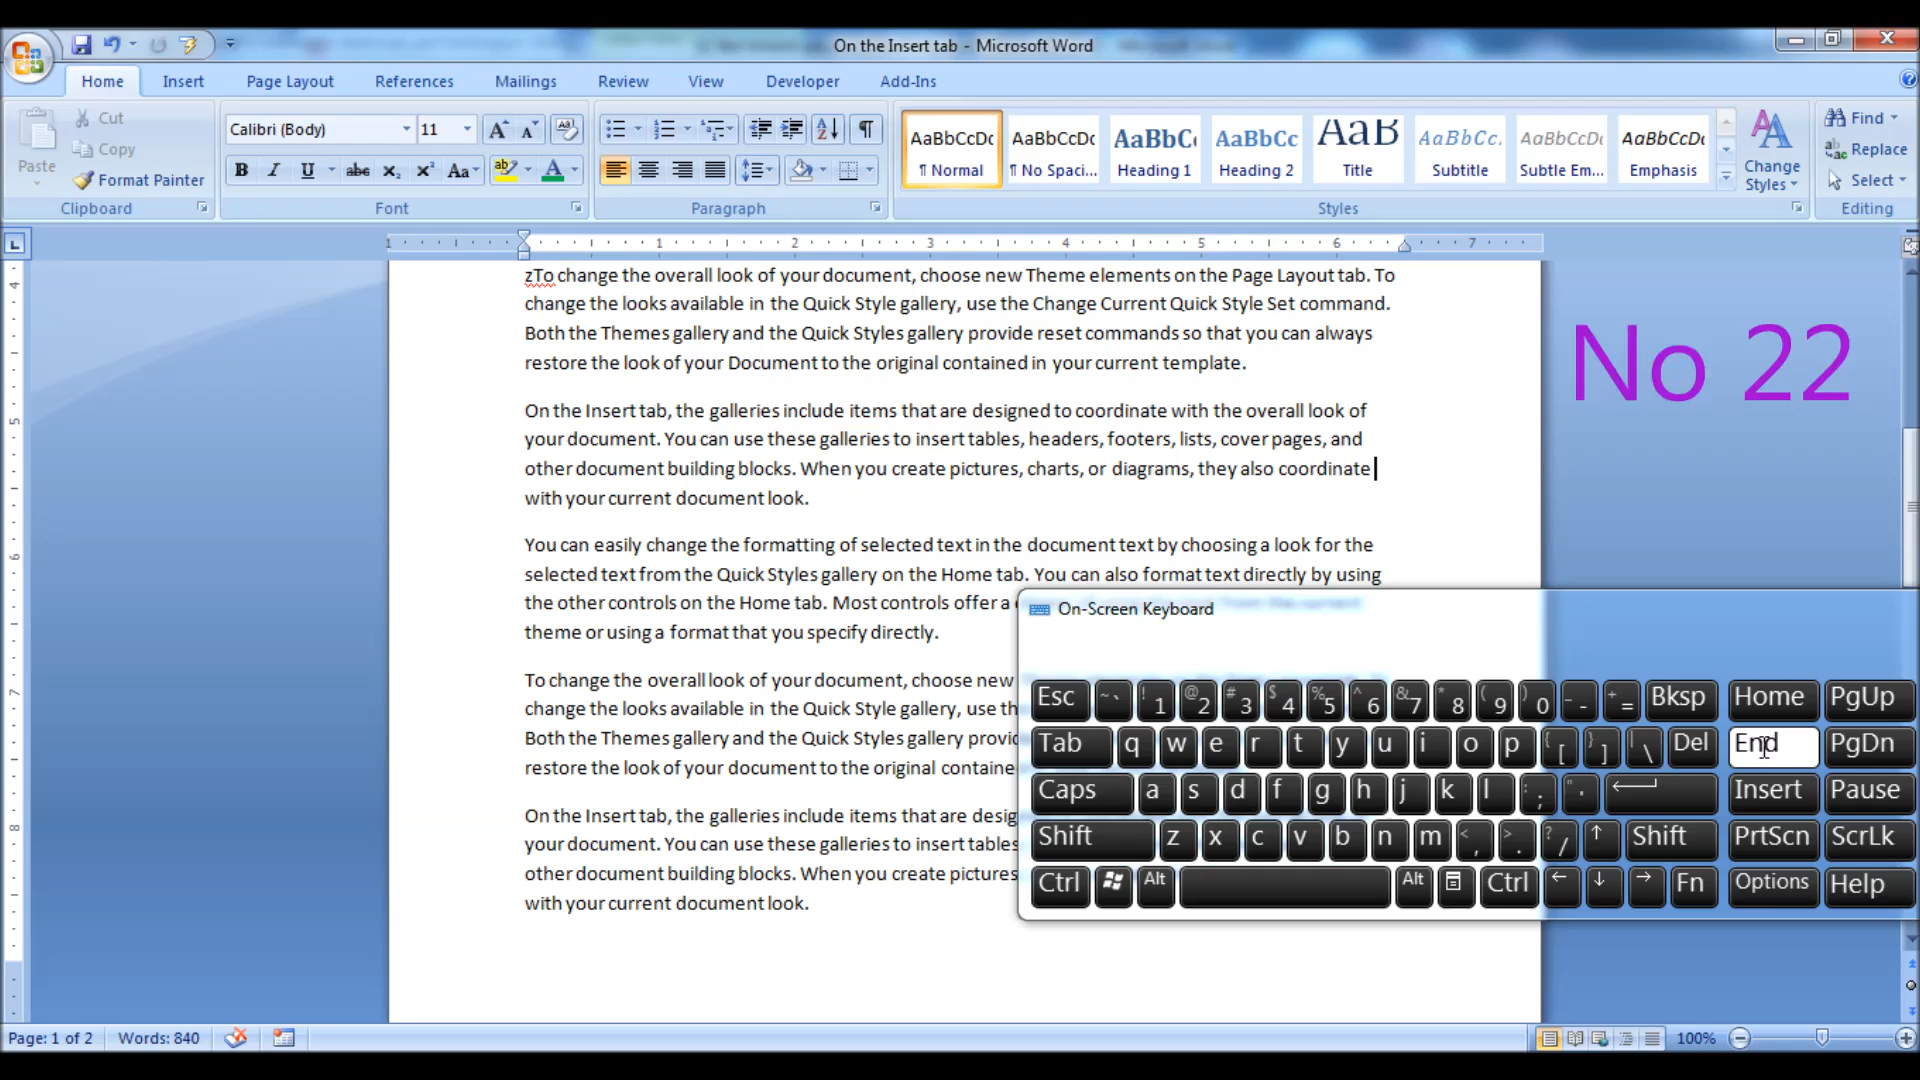 On the Insert tab - Microsoft Word
Home Insert Page Layout References Mailings Review View Developer Add-Ins
Paste
Cut
Copy
Format Painter
Clipboard
Calibri (Body) 11
Font
Paragraph
AaBbCcDc AaBbCcDc AaBbC AaBbCc AaB AaBbCc. AaBbCcDc AaBbCcDc
¶ Normal ¶ No Spaci... Heading 1 Heading 2 Title Subtitle Subtle Em... Emphasis
Change Styles
Styles
Find
Replace
Select
Editing
1 1 2 3 4 5 6 7
zTo change the overall look of your document, choose new Theme elements on the Page Layout tab. To
change the looks available in the Quick Style gallery, use the Change Current Quick Style Set command.
Both the Themes gallery and the Quick Styles gallery provide reset commands so that you can always
restore the look of your Document to the original contained in your current template.
On the Insert tab, the galleries include items that are designed to coordinate with the overall look of
your document. You can use these galleries to insert tables, headers, footers, lists, cover pages, and
other document building blocks. When you create pictures, charts, or diagrams, they also coordinate
with your current document look.
You can easily change the formatting of selected text in the document text by choosing a look for the
selected text from the Quick Styles gallery on the Home tab. You can also format text directly by using
the other controls on the Home tab. Most controls offer a
theme or using a format that you specify directly.
To change the overall look of your document, choose new
change the looks available in the Quick Style gallery, use th
Both the Themes gallery and the Quick Styles gallery provi
restore the look of your document to the original containe
On the Insert tab, the galleries include items that are desig
your document. You can use these galleries to insert tables
other document building blocks. When you create pictures
with your current document look.
No 22
On-Screen Keyboard
Esc ~ ` ! 1 @ 2 # 3 $ 4 % 5 ^ 6 & 7 * 8 ( 9 ) 0 _ - + = Bksp Home PgUp
Tab q w e r t y u i o p { [ } ] | \ Del End PgDn
Caps a s d f g h j k l : ; " ' Insert Pause
Shift z x c v b n m < , > . ? / ↑ Shift PrtScn ScrLk
Ctrl Alt Alt Ctrl ← ↓ → Fn Options Help
Page: 1 of 2 Words: 840 100%